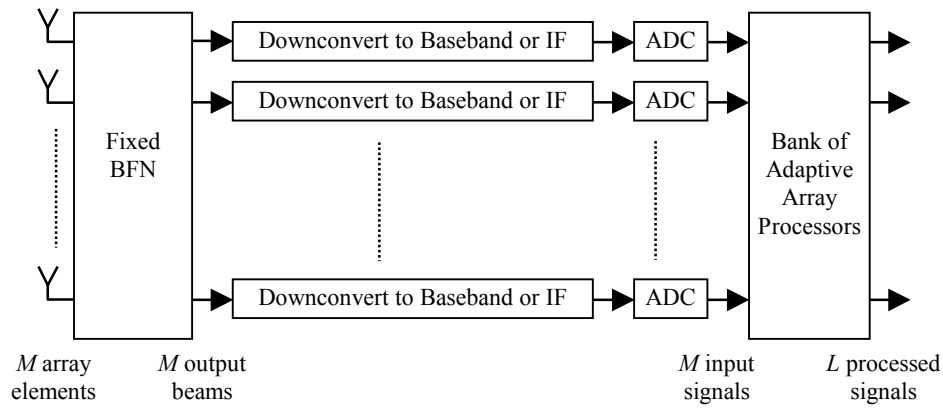 Downconvert to Baseband or IF
ADC
Downconvert to Baseband or IF
ADC
Fixed
BFN
Bank of
Adaptive
Array
Processors
Downconvert to Baseband or IF
ADC
M array
elements
M output
beams
M input
signals
L processed
signals